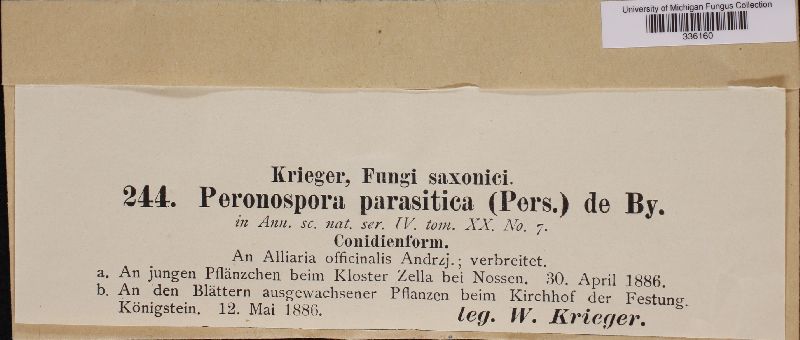 University of Michigan Fungus Collection
336160
Krieger, Fungi saxonici.
244. Peronospora parasitica (Pers.) de By.
in Ann. sc. nat. ser. IV. tom. XX. No. 7.
Conidienform.
An Alliaria officinalis Andrzj.; verbreitet.
a. An jungen Pflänzchen beim Kloster Zella bei Nossen. 30. April 1886.
b. An den Blättern ausgewachsener Pflanzen beim Kirchhof der Festung.
Königstein. 12. Mai 1886. leg. W. Krieger.